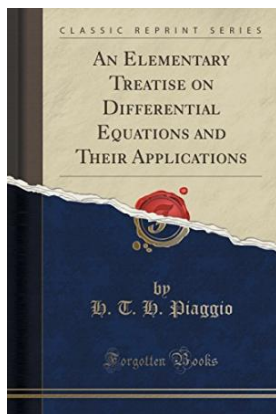 CLASSIC REPRINT SERIES
AN ELEMENTARY
TREATISE ON
DIFFERENTIAL
EQUATIONS AND
THEIR APPLICATIONS
by
H. T. H. Piaggio
Forgotten Books